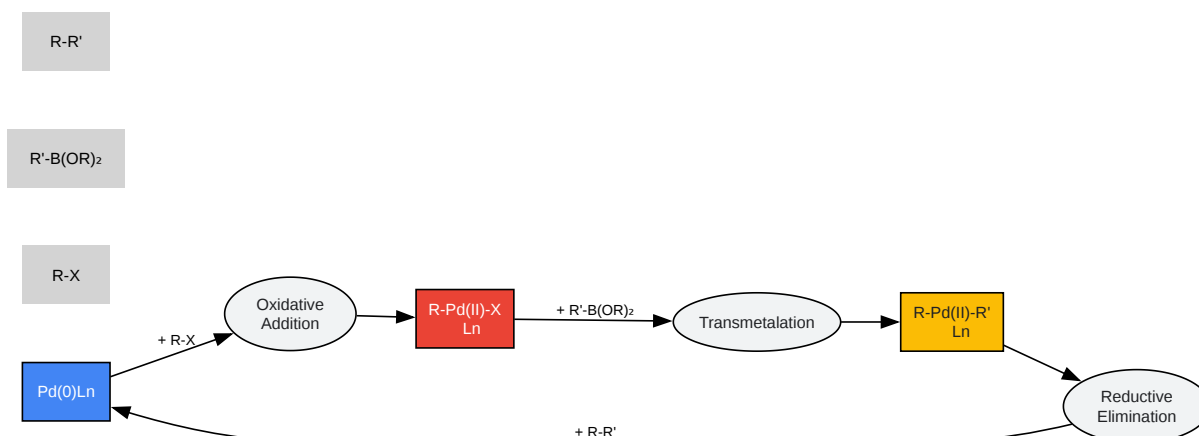 R-R'
R'-B(OR)₂
R-X
Oxidative
Addition
R-Pd(II)-X
Ln
+ R'-B(OR)₂
Transmetalation
R-Pd(II)-R'
Ln
+ R-X
Pd(0)Ln
Reductive
Elimination
+ R-R'